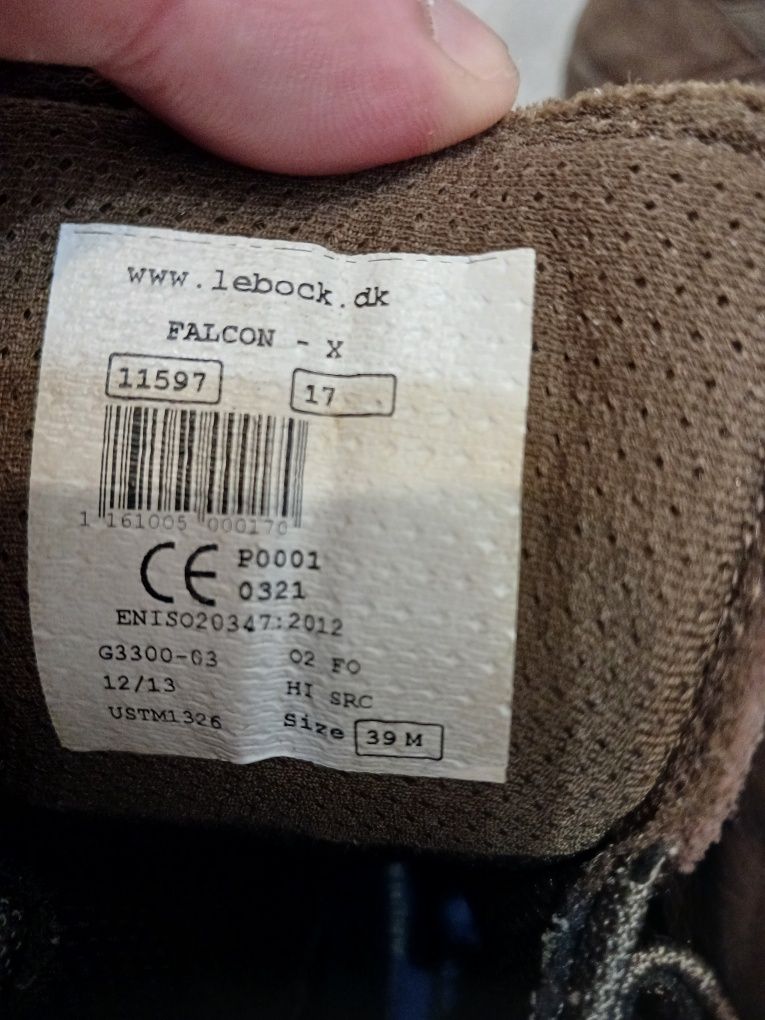 www.lebock.dk
FALCON - X
11597 17
1 161005 000170
CE P0001
0321
ENISO20347:2012
G3300-03 O2 FO
12/13 HI SRC
USTM1326 Size 39 M